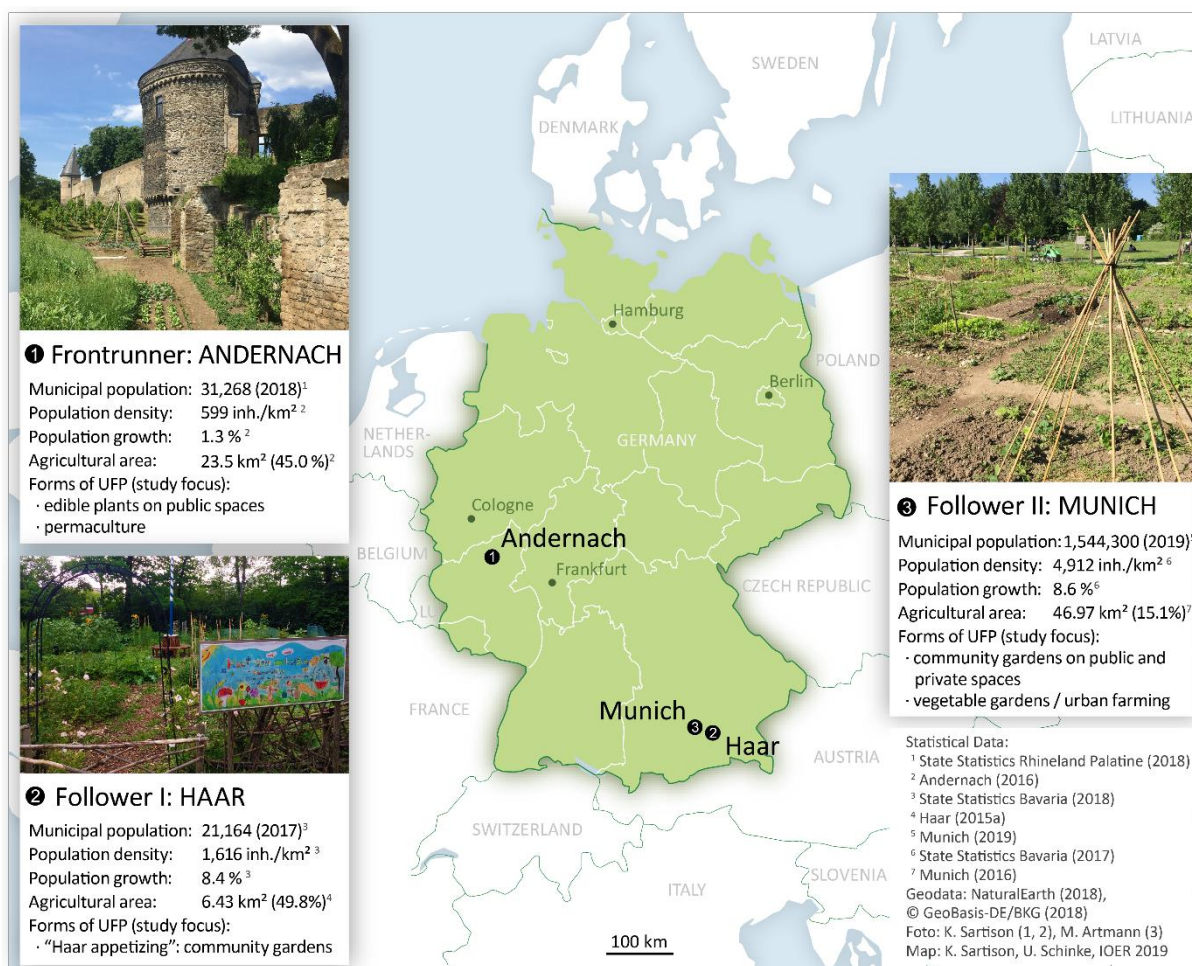 ❶ Frontrunner: ANDERNACH
Municipal population: 31,268 (2018)¹
Population density: 599 inh./km² ²
Population growth: 1.3 % ²
Agricultural area: 23.5 km² (45.0 %)²
Forms of UFP (study focus):
· edible plants on public spaces
· permaculture
❷ Follower I: HAAR
Municipal population: 21,164 (2017)³
Population density: 1,616 inh./km² ³
Population growth: 8.4 % ³
Agricultural area: 6.43 km² (49.8%)⁴
Forms of UFP (study focus):
· “Haar appetizing”: community gardens
LATVIA
SWEDEN
LITHUANIA
DENMARK
Hamburg
POLAND
Berlin
NETHER-
LANDS
GERMANY
Cologne
Andernach
❶
BELGIUM
Frankfurt
CZECH REPUBLIC
LU
FRANCE
Munich
❸ ❷
Haar
AUSTRIA
SWITZERLAND
SLOVENIA
ITALY
100 km
❸ Follower II: MUNICH
Municipal population: 1,544,300 (2019)⁵
Population density: 4,912 inh./km² ⁶
Population growth: 8.6 %⁶
Agricultural area: 46.97 km² (15.1%)⁷
Forms of UFP (study focus):
· community gardens on public and
private spaces
· vegetable gardens / urban farming
Statistical Data:
¹ State Statistics Rhineland Palatine (2018)
² Andernach (2016)
³ State Statistics Bavaria (2018)
⁴ Haar (2015a)
⁵ Munich (2019)
⁶ State Statistics Bavaria (2017)
⁷ Munich (2016)
Geodata: NaturalEarth (2018),
© GeoBasis-DE/BKG (2018)
Foto: K. Sartison (1, 2), M. Artmann (3)
Map: K. Sartison, U. Schinke, IOER 2019